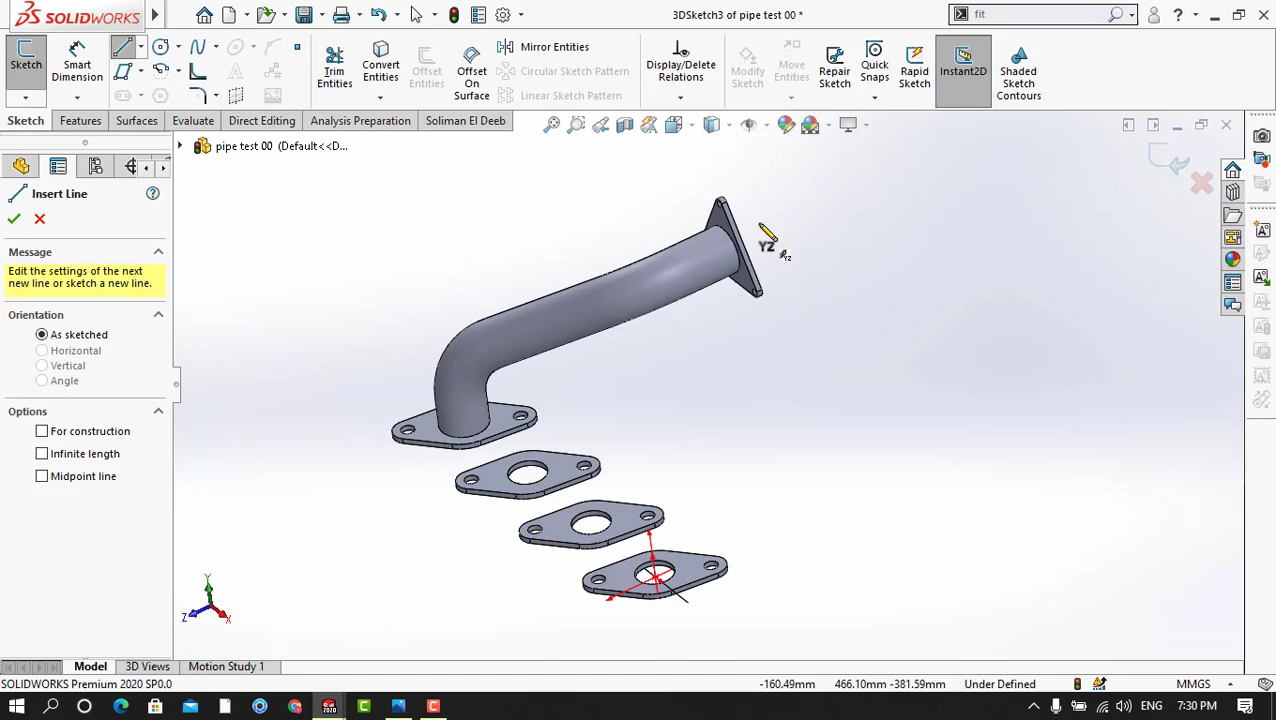 SOLIDWORKS
3DSketch3 of pipe test 00 *
fit
Sketch
Smart Dimension
Trim Entities
Convert Entities
Offset Entities
Offset On Surface
Mirror Entities
Circular Sketch Pattern
Linear Sketch Pattern
Display/Delete Relations
Modify Sketch
Move Entities
Repair Sketch
Quick Snaps
Rapid Sketch
Instant2D
Shaded Sketch Contours
Sketch
Features
Surfaces
Evaluate
Direct Editing
Analysis Preparation
Soliman El Deeb
pipe test 00 (Default<<D...
Insert Line
Message
Edit the settings of the next
new line or sketch a new line.
Orientation
As sketched
Horizontal
Vertical
Angle
Options
For construction
Infinite length
Midpoint line
YZ
Y
Z
X
Model
3D Views
Motion Study 1
SOLIDWORKS Premium 2020 SP0.0
-160.49mm
466.10mm -381.59mm
Under Defined
MMGS
ENG
7:30 PM